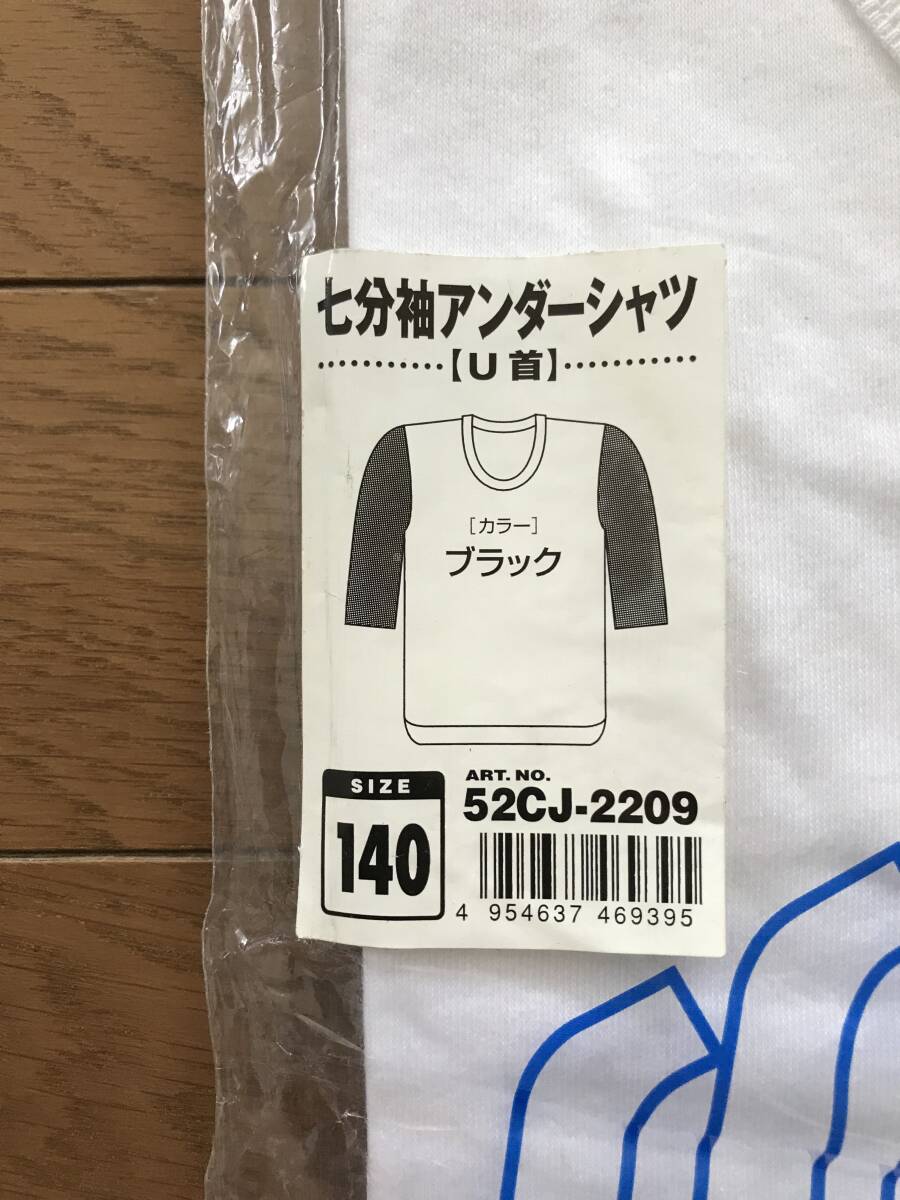 七分袖アンダーシャツ
【U首】
[カラー]
ブラック
SIZE
140
ART. NO.
52CJ-2209
4 954637 469395